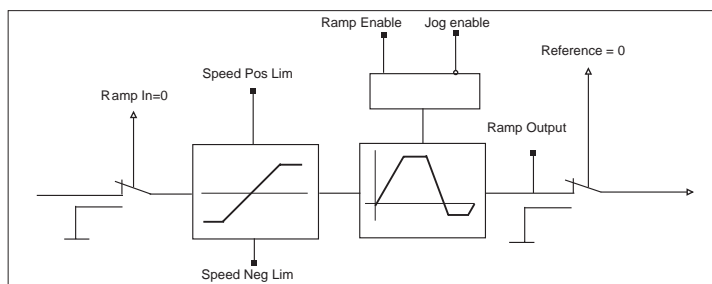 Ramp Enable
Jog enable
Reference = 0
Speed Pos Lim
Ramp In=0
Ramp Output
Speed Neg Lim